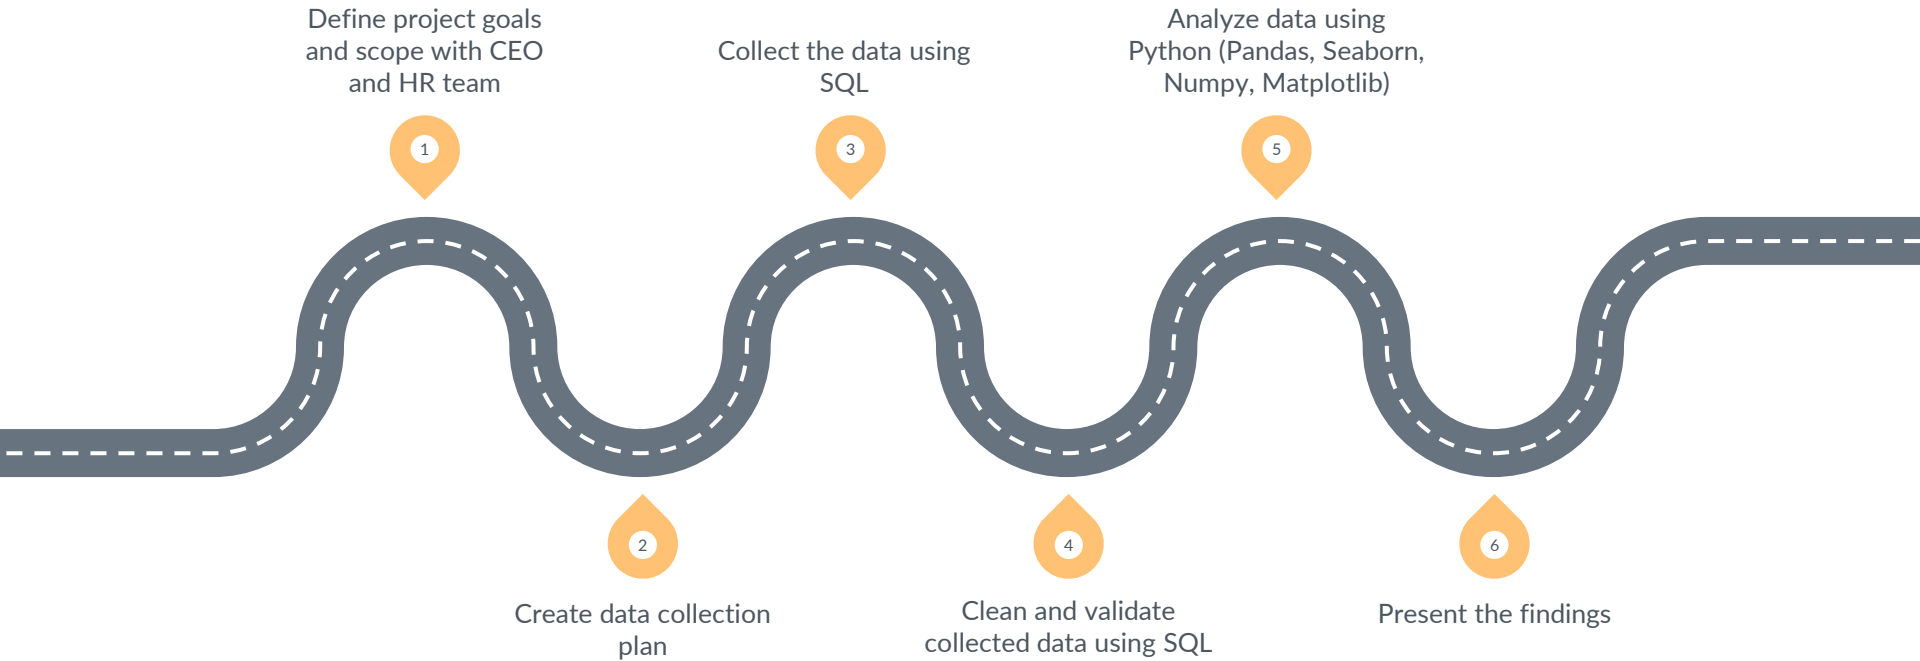 Define project goals
and scope with CEO
and HR team
1
Create data collection
plan
2
Collect the data using
SQL
3
Clean and validate
collected data using SQL
4
Analyze data using
Python (Pandas, Seaborn,
Numpy, Matplotlib)
5
Present the findings
6